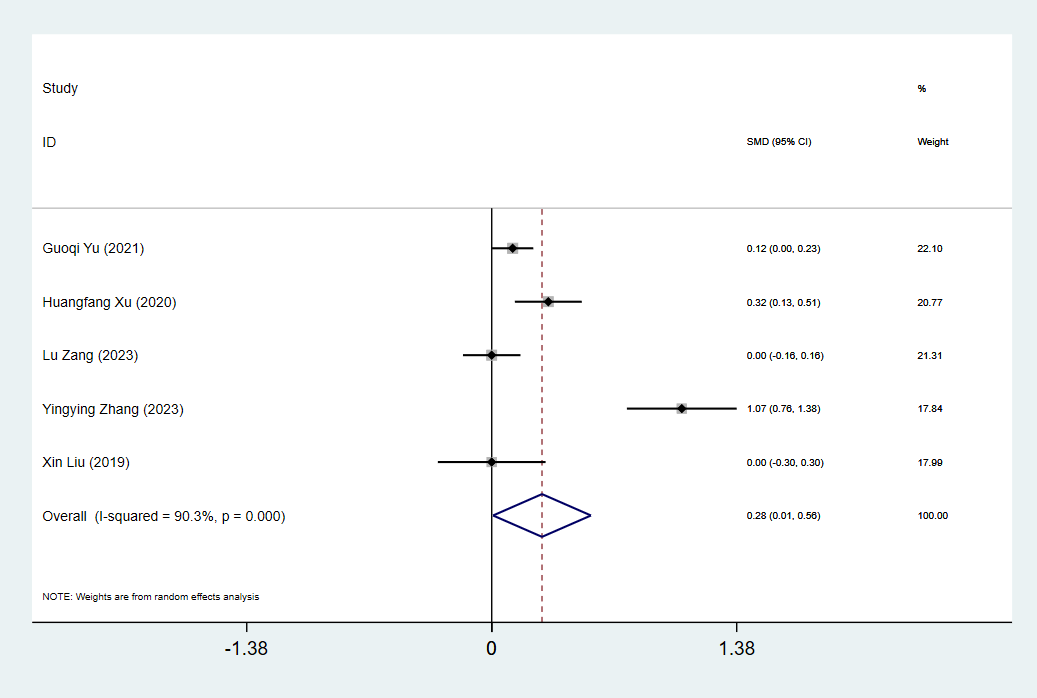 Study %
ID SMD (95% CI) Weight
Guoqi Yu (2021) 0.12 (0.00, 0.23) 22.10
Huangfang Xu (2020) 0.32 (0.13, 0.51) 20.77
Lu Zang (2023) 0.00 (-0.16, 0.16) 21.31
Yingying Zhang (2023) 1.07 (0.76, 1.38) 17.84
Xin Liu (2019) 0.00 (-0.30, 0.30) 17.99
Overall (I-squared = 90.3%, p = 0.000) 0.28 (0.01, 0.56) 100.00
NOTE: Weights are from random effects analysis
-1.38 0 1.38